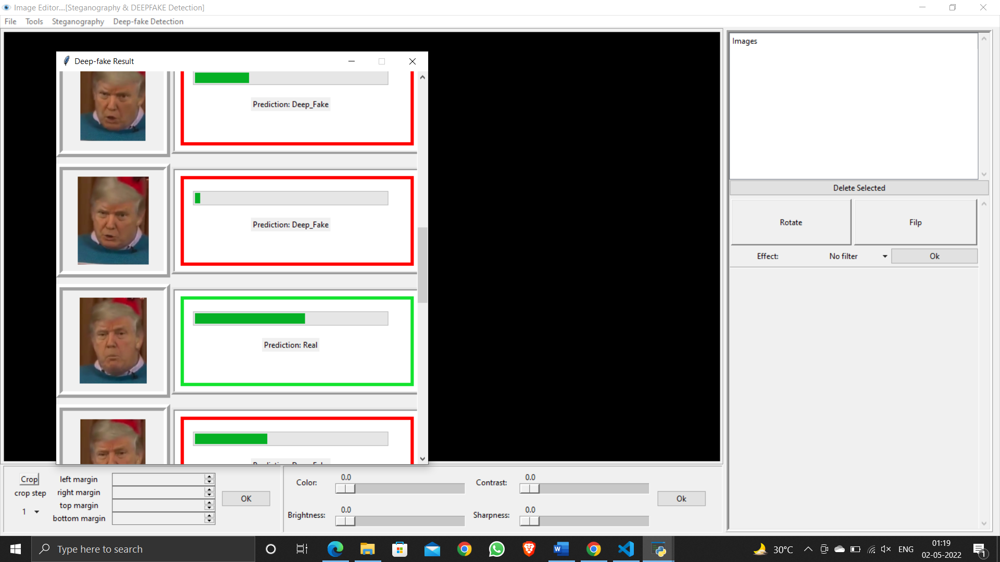 Image Editor....[Steganography & DEEPFAKE Detection]
File Tools Steganography Deep-fake Detection
Deep-fake Result
Prediction: Deep_Fake
Prediction: Deep_Fake
Prediction: Real
Images
Delete Selected
Rotate Filp
Effect: No filter Ok
Crop
crop step
1
left margin
right margin
top margin
bottom margin
OK
Color: 0.0
Contrast: 0.0
Brightness: 0.0
Sharpness: 0.0
Ok
Type here to search
30°C
ENG
01:19
02-05-2022
1